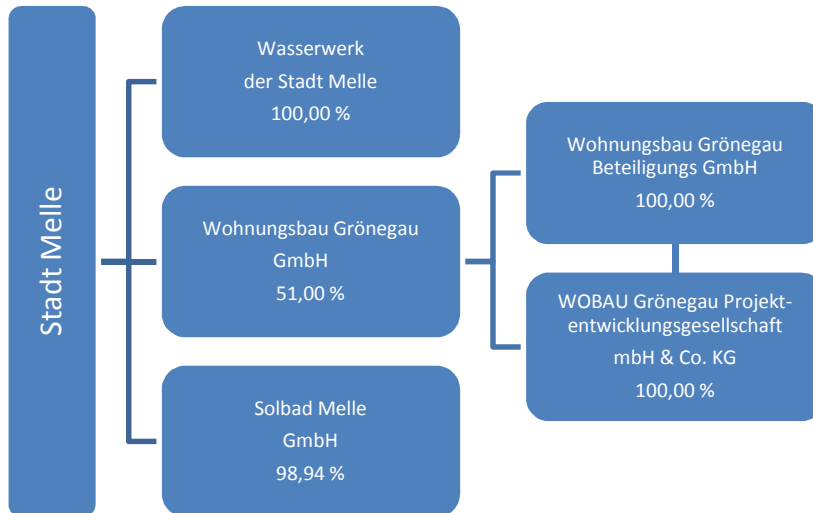 Stadt Melle
Wasserwerk
der Stadt Melle
100,00 %
Wohnungsbau Grönegau
GmbH
51,00 %
Solbad Melle
GmbH
98,94 %
Wohnungsbau Grönegau
Beteiligungs GmbH
100,00 %
WOBAU Grönegau Projekt-
entwicklungsgesellschaft
mbH & Co. KG
100,00 %